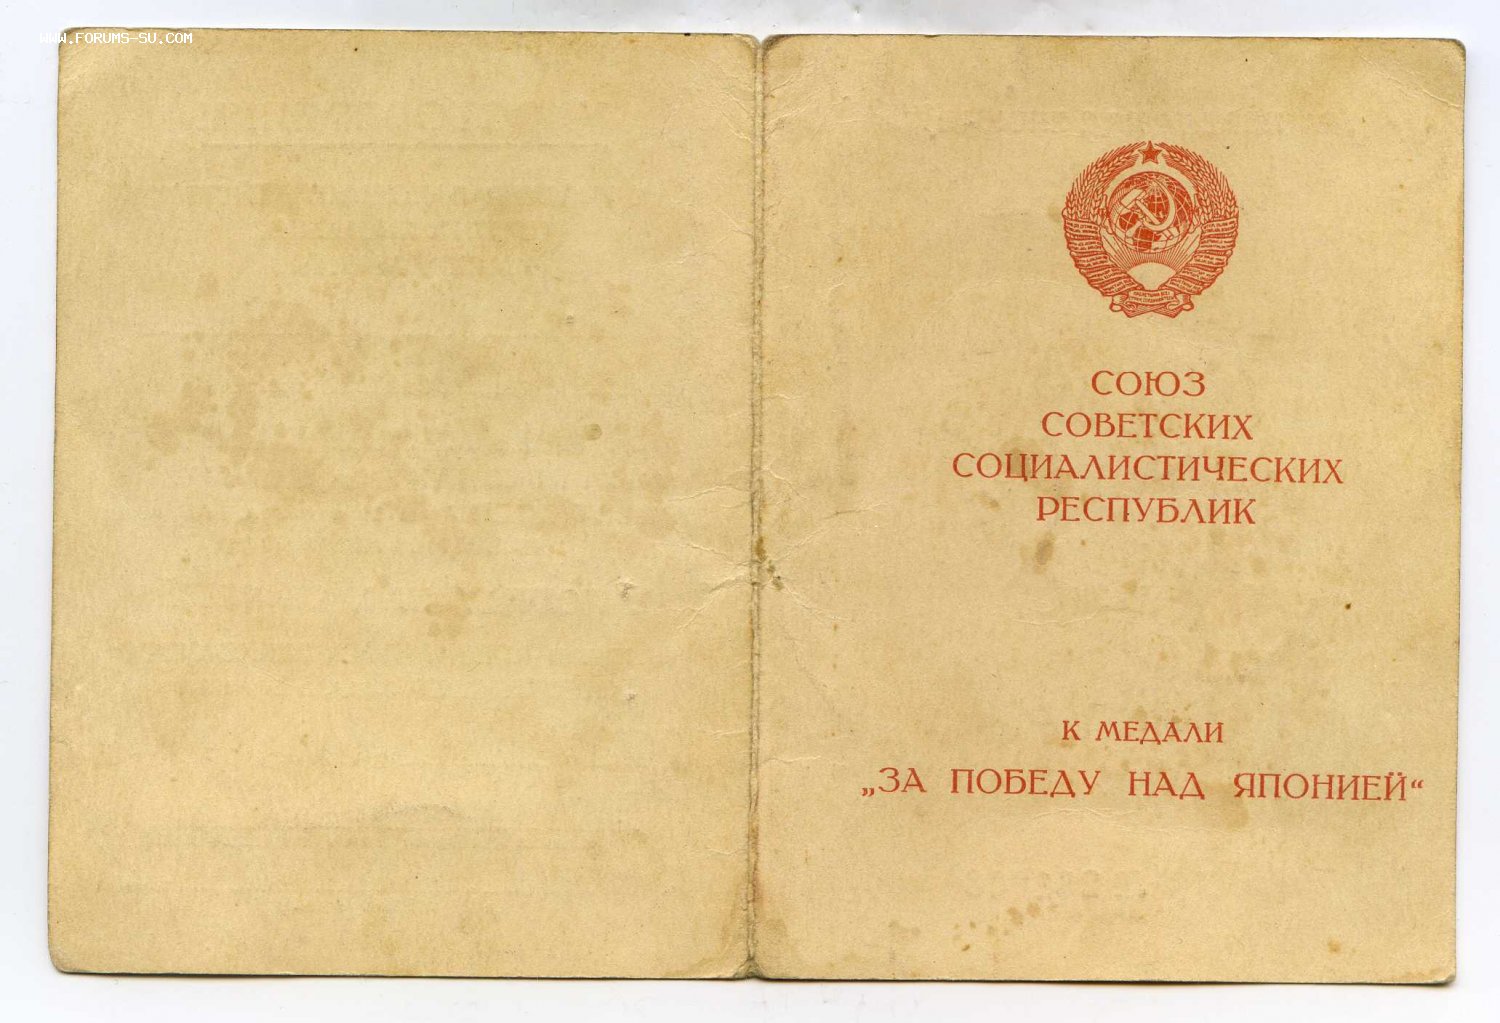 WWW.FORUMS-SU.COM
СОЮЗ
СОВЕТСКИХ
СОЦИАЛИСТИЧЕСКИХ
РЕСПУБЛИК
К МЕДАЛИ
„ЗА ПОБЕДУ НАД ЯПОНИЕЙ“